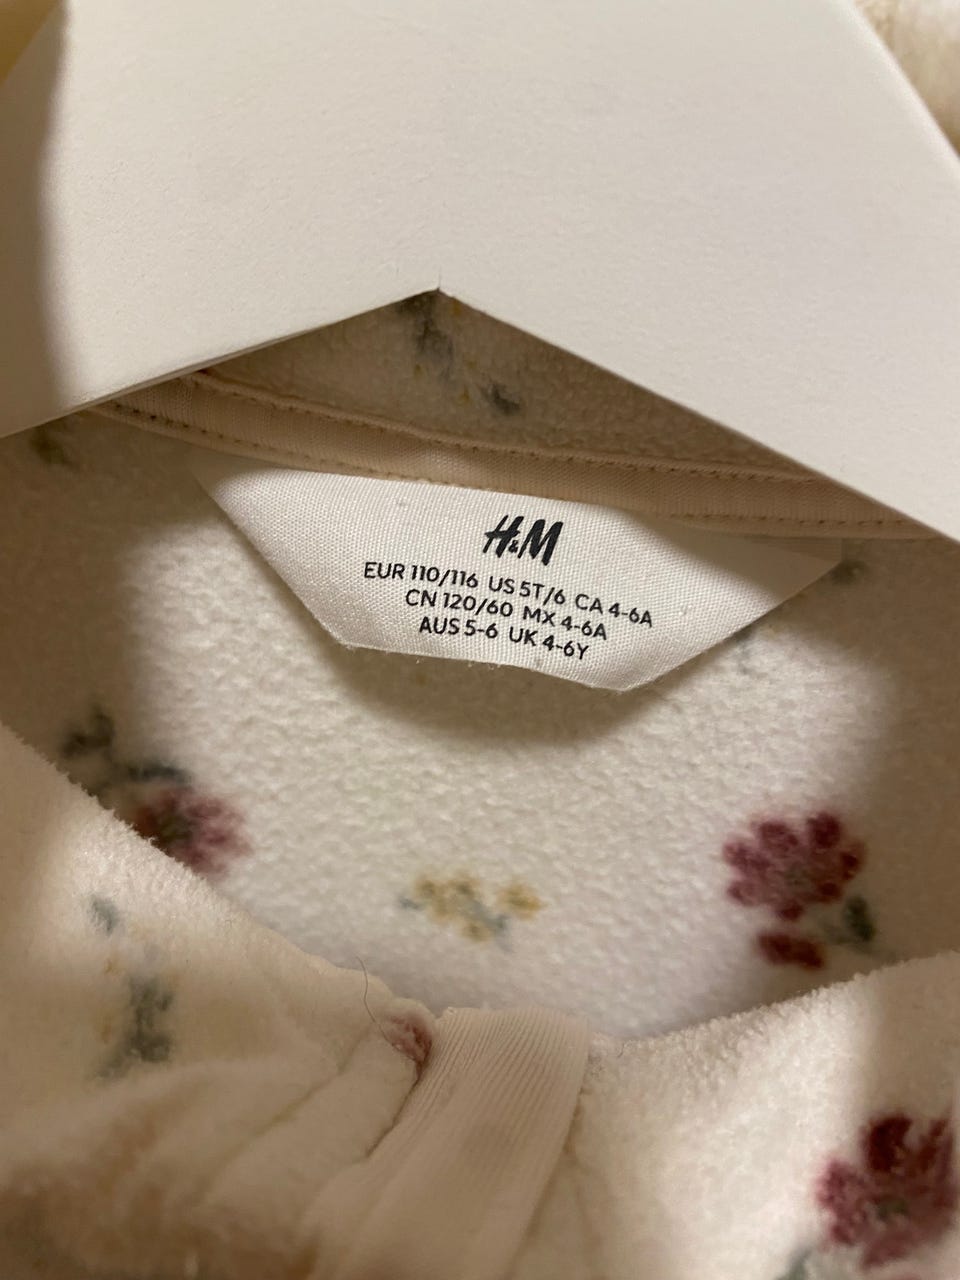 H&M
EUR 110/116 US 5T/6 CA 4-6A
CN 120/60 MX 4-6A
AUS 5-6 UK 4-6Y